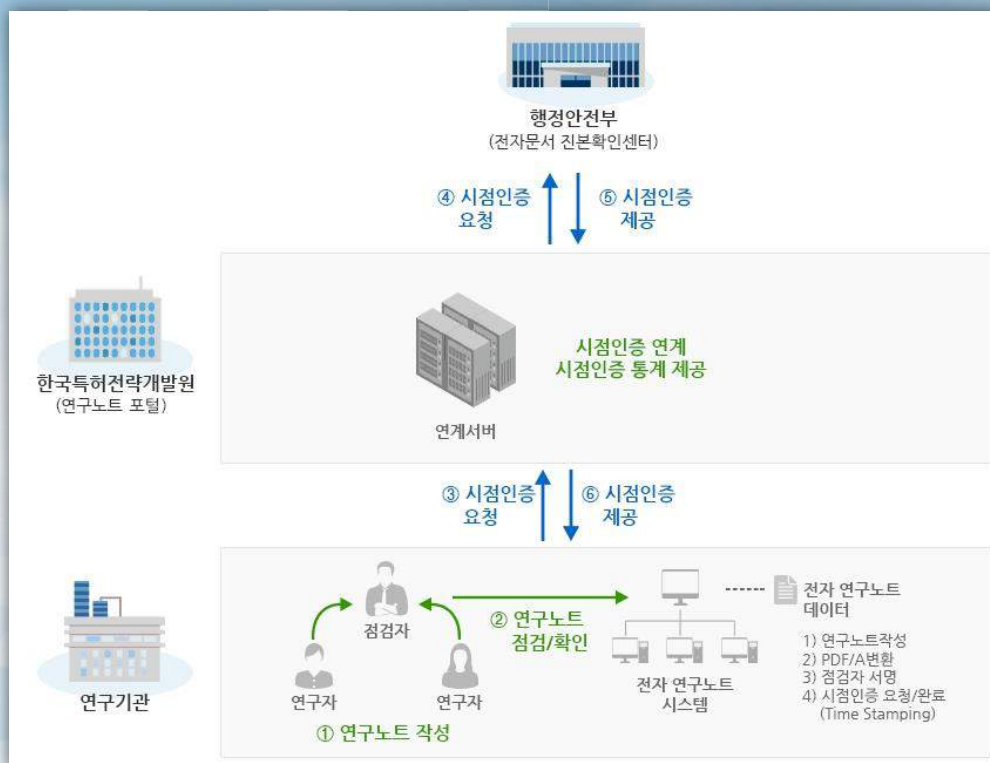 행정안전부
(전자문서 진본확인센터)
④ 시점인증
요청
⑤ 시점인증
제공
한국특허전략개발원
(연구노트 포털)
시점인증 연계
시점인증 통계 제공
연계서버
③ 시점인증
요청
⑥ 시점인증
제공
연구기관
점검자
연구자
연구자
① 연구노트 작성
② 연구노트
점검/확인
전자 연구노트
시스템
전자 연구노트
데이터
1) 연구노트작성
2) PDF/A변환
3) 점검자 서명
4) 시점인증 요청/완료
(Time Stamping)